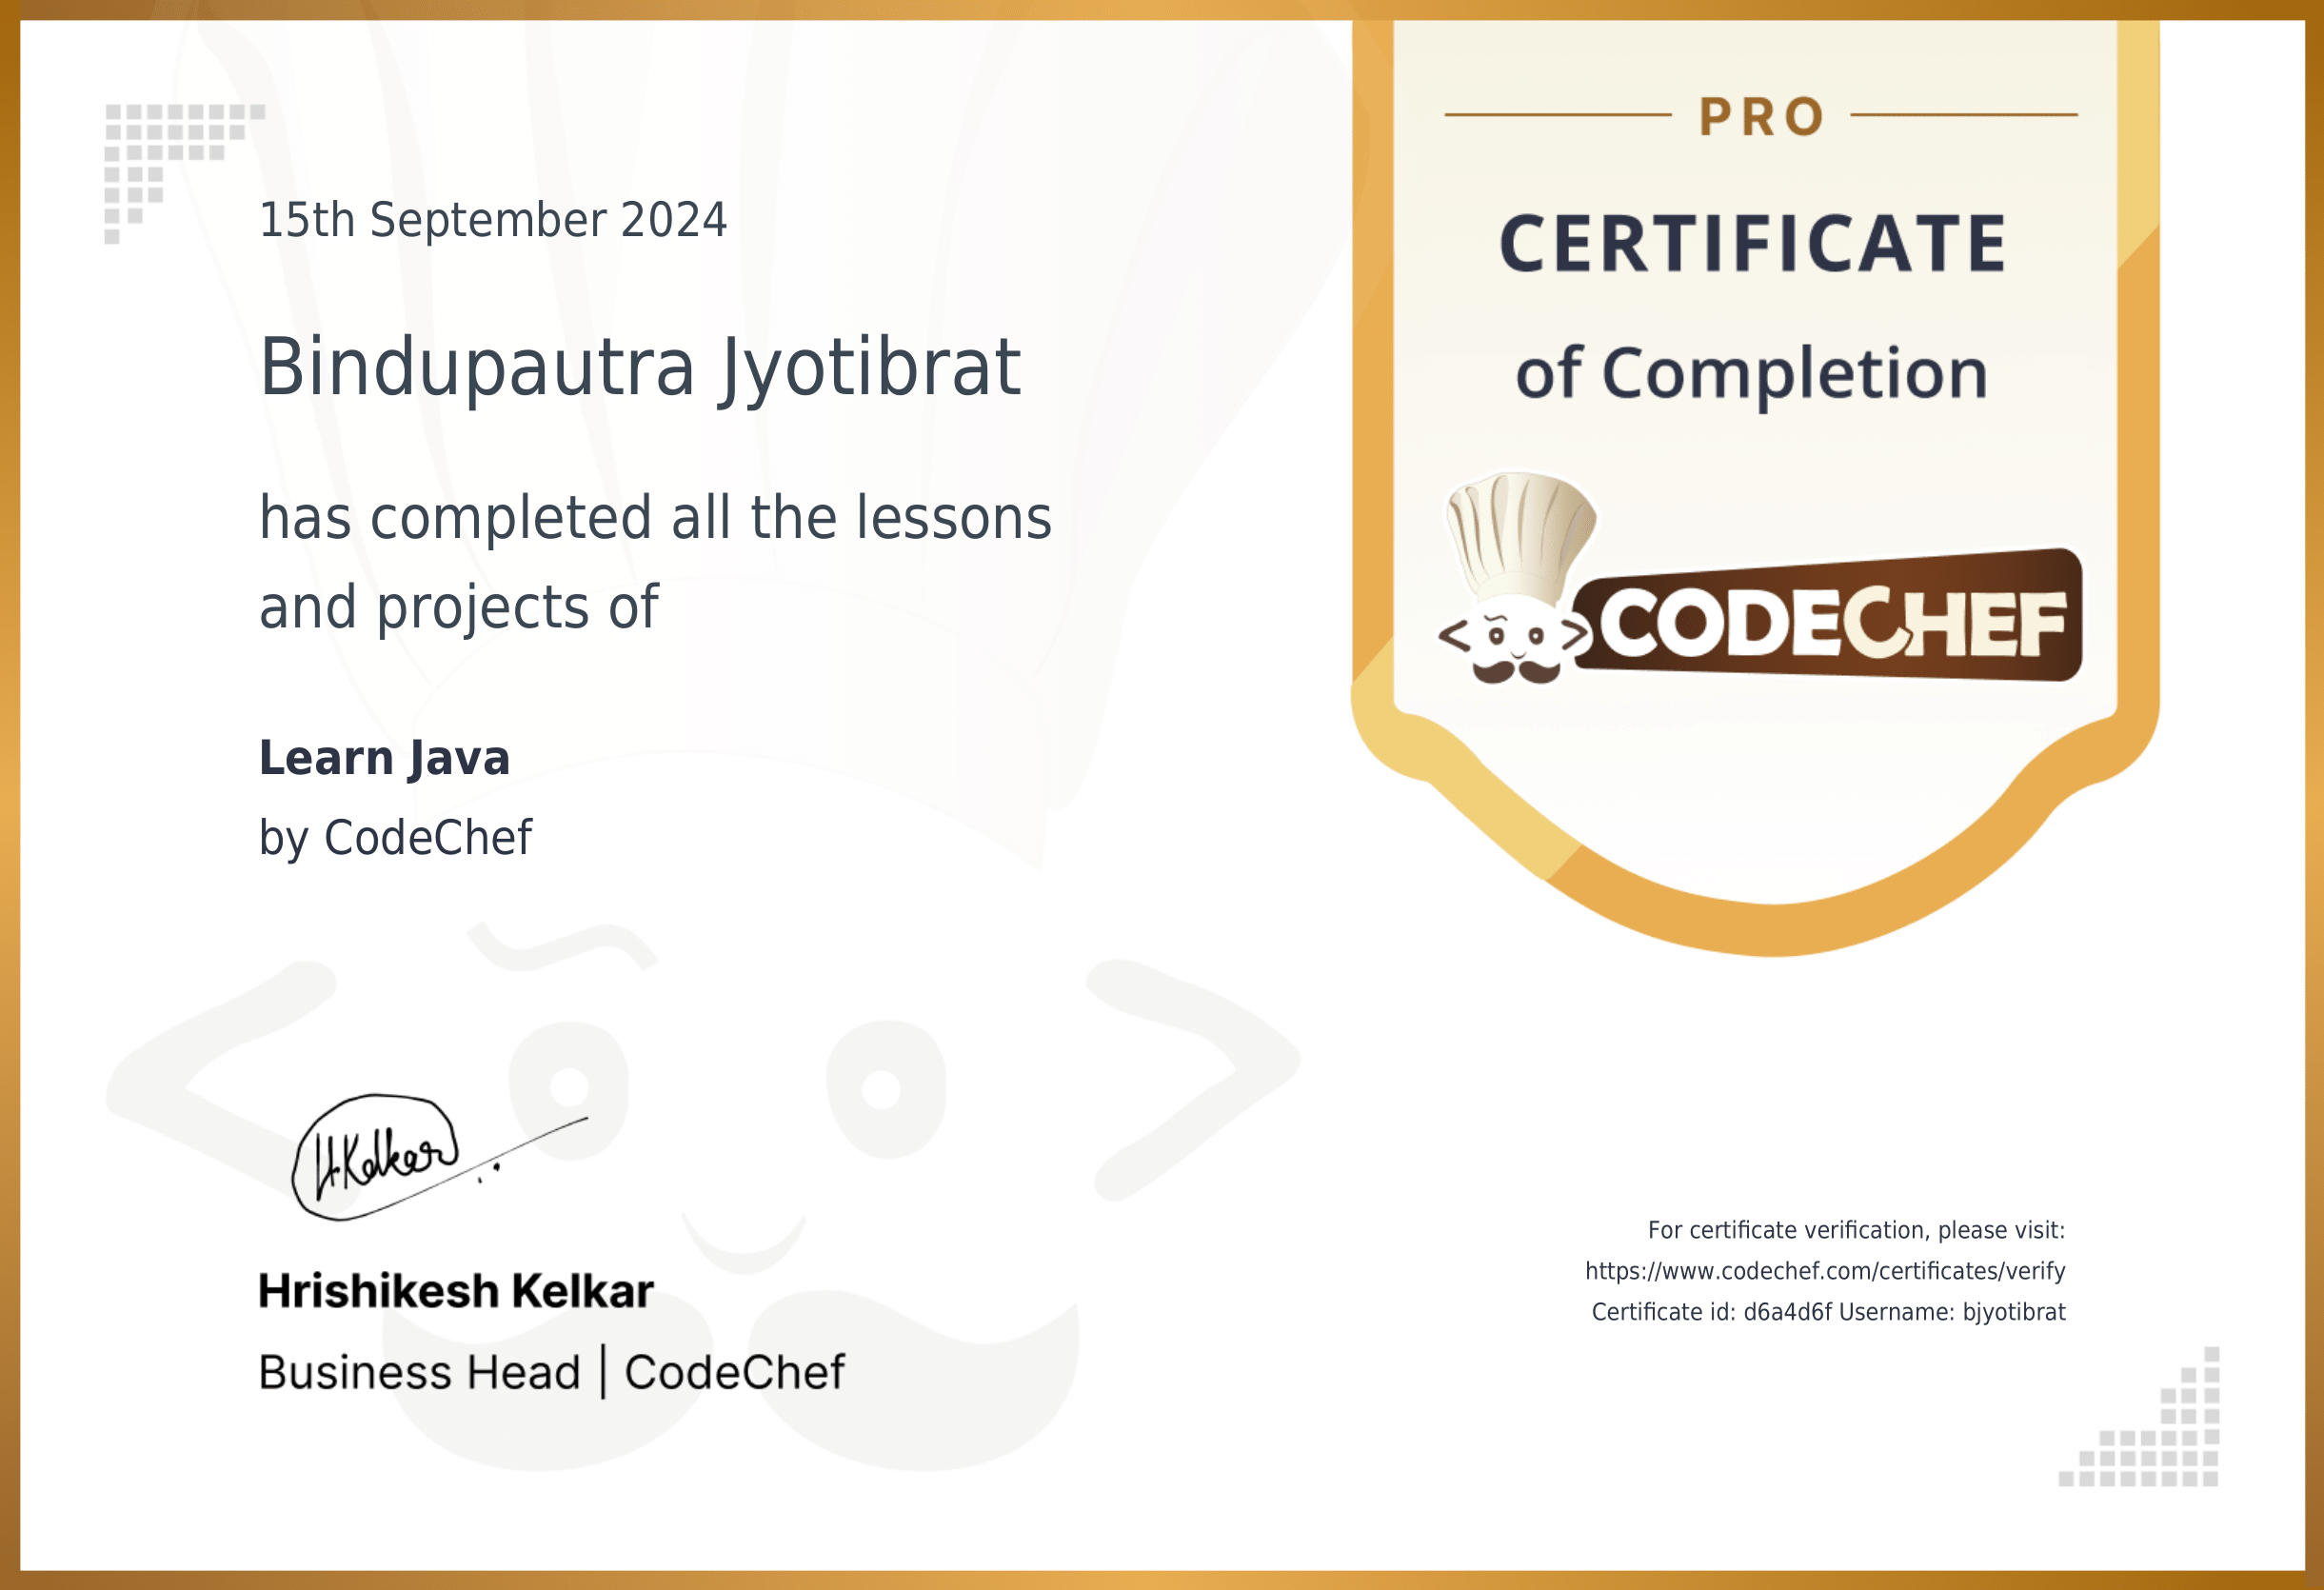 15th September 2024
Bindupautra Jyotibrat
has completed all the lessons
and projects of
Learn Java
by CodeChef
HKelkar
Hrishikesh Kelkar
Business Head | CodeChef
PRO
CERTIFICATE
of Completion
CODECHEF
For certificate verification, please visit:
https://www.codechef.com/certificates/verify
Certificate id: d6a4d6f Username: bjyotibrat